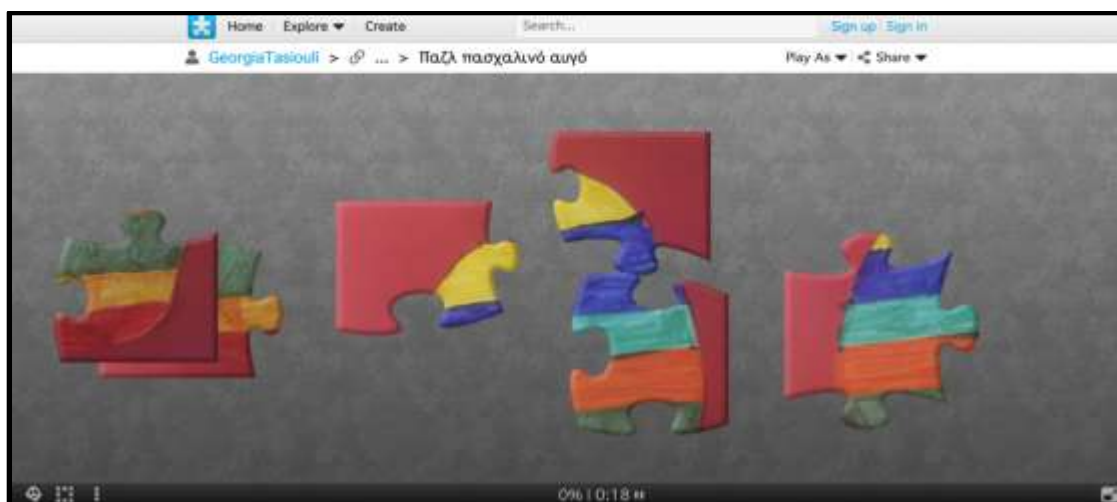 Home Explore Create Search... Sign up Sign in
GeorgiaTasiouli > ... > Παζλ πασχαλινό αυγό Play As Share
0% | 0:18